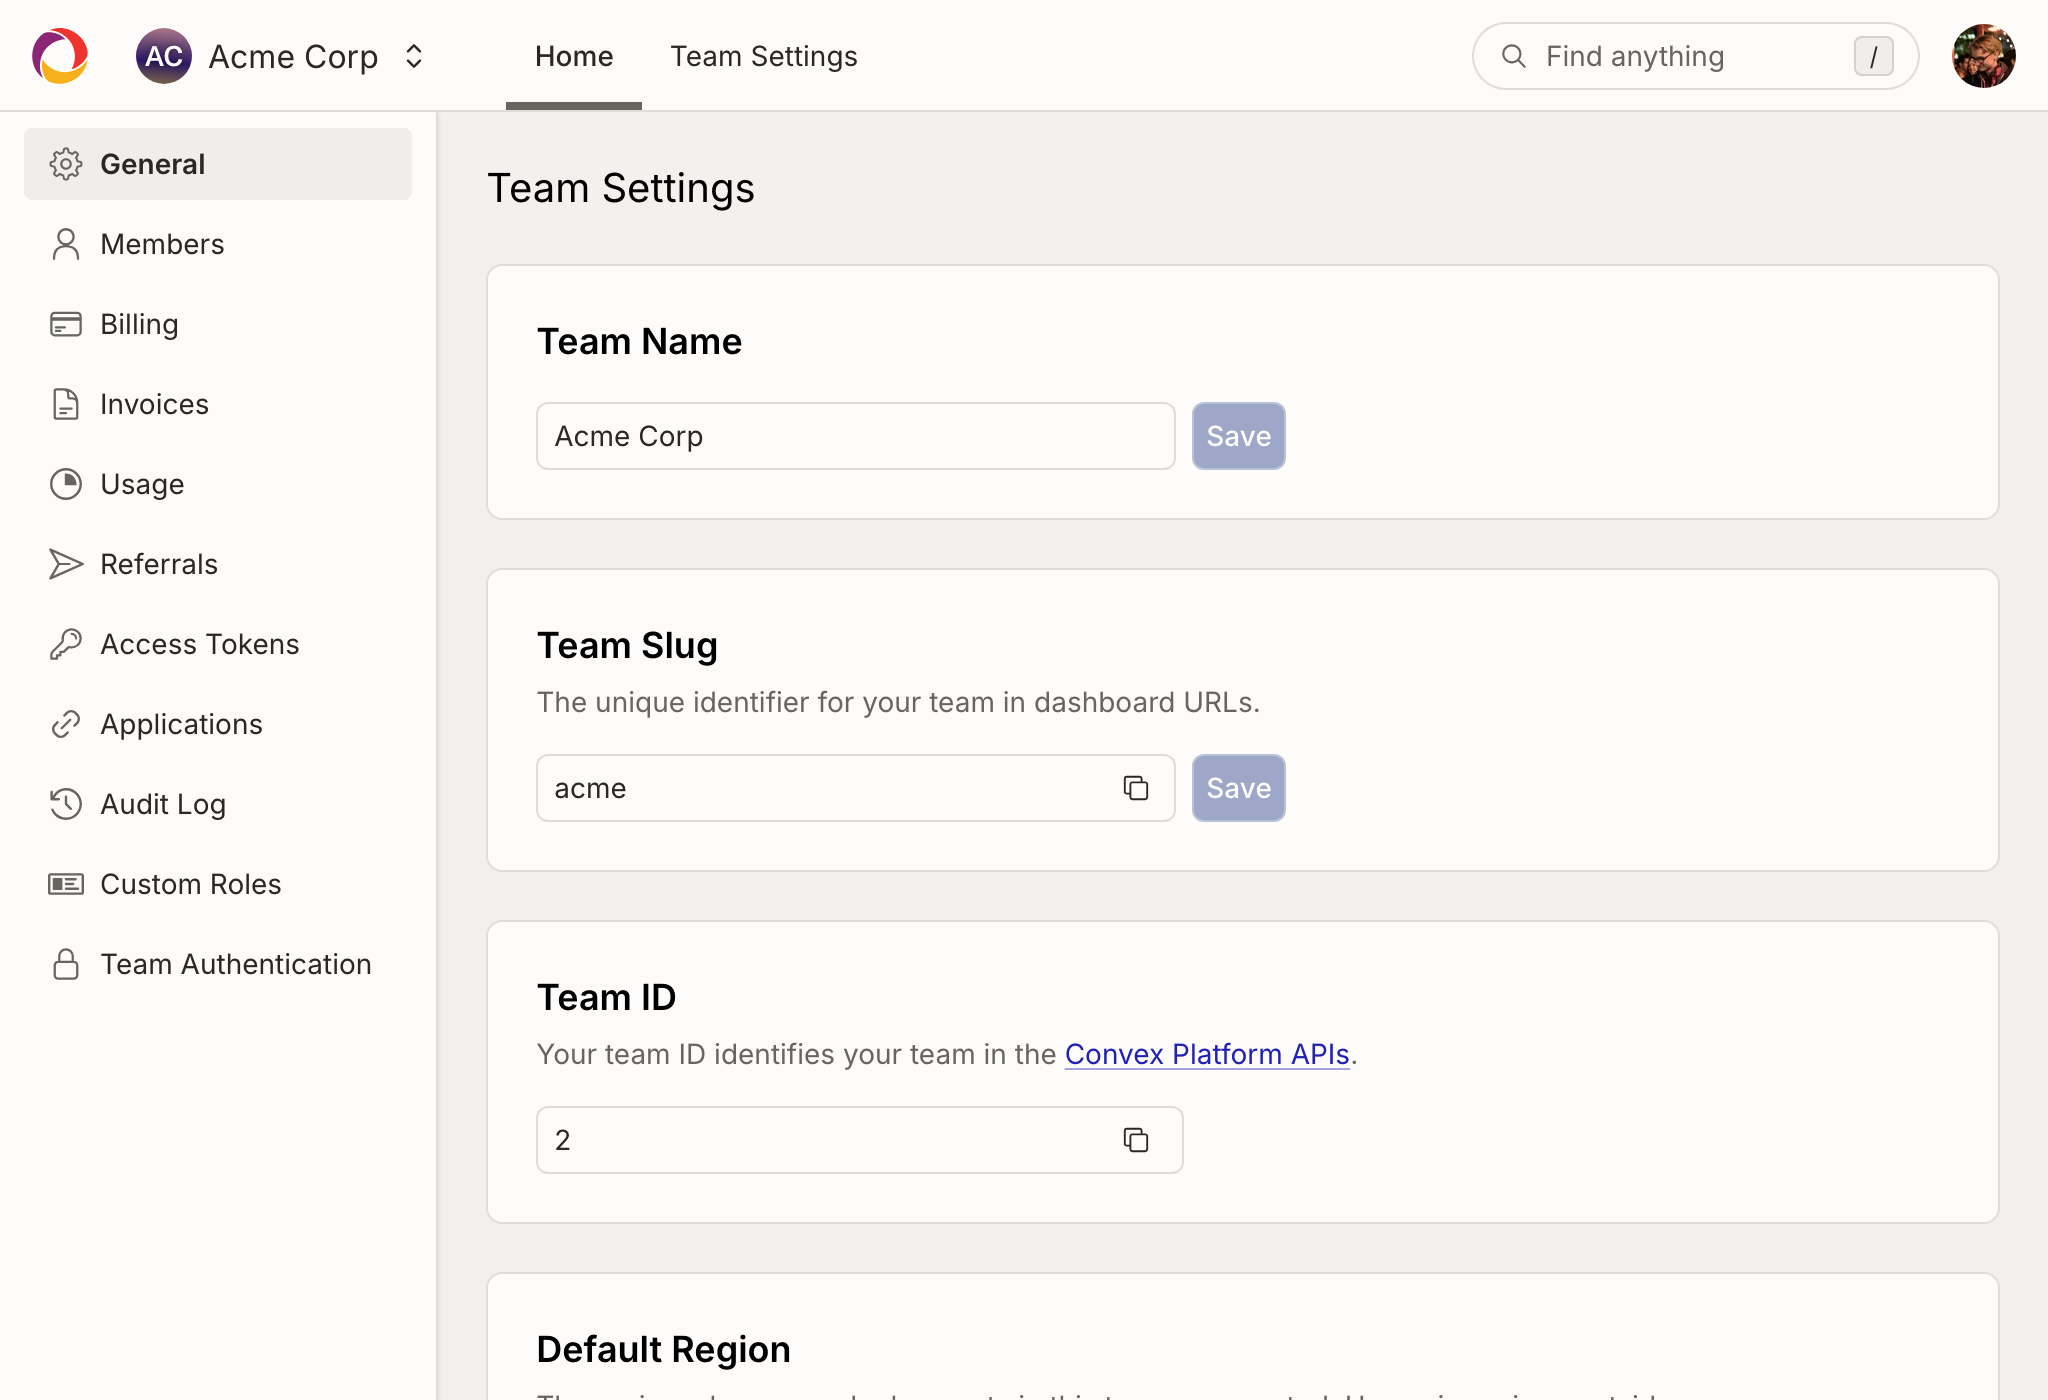 AC Acme Corp
Home
Team Settings
Find anything
/
General
Members
Billing
Invoices
Usage
Referrals
Access Tokens
Applications
Audit Log
Custom Roles
Team Authentication
Team Settings
Team Name
Acme Corp
Save
Team Slug
The unique identifier for your team in dashboard URLs.
acme
Save
Team ID
Your team ID identifies your team in the Convex Platform APIs.
2
Default Region